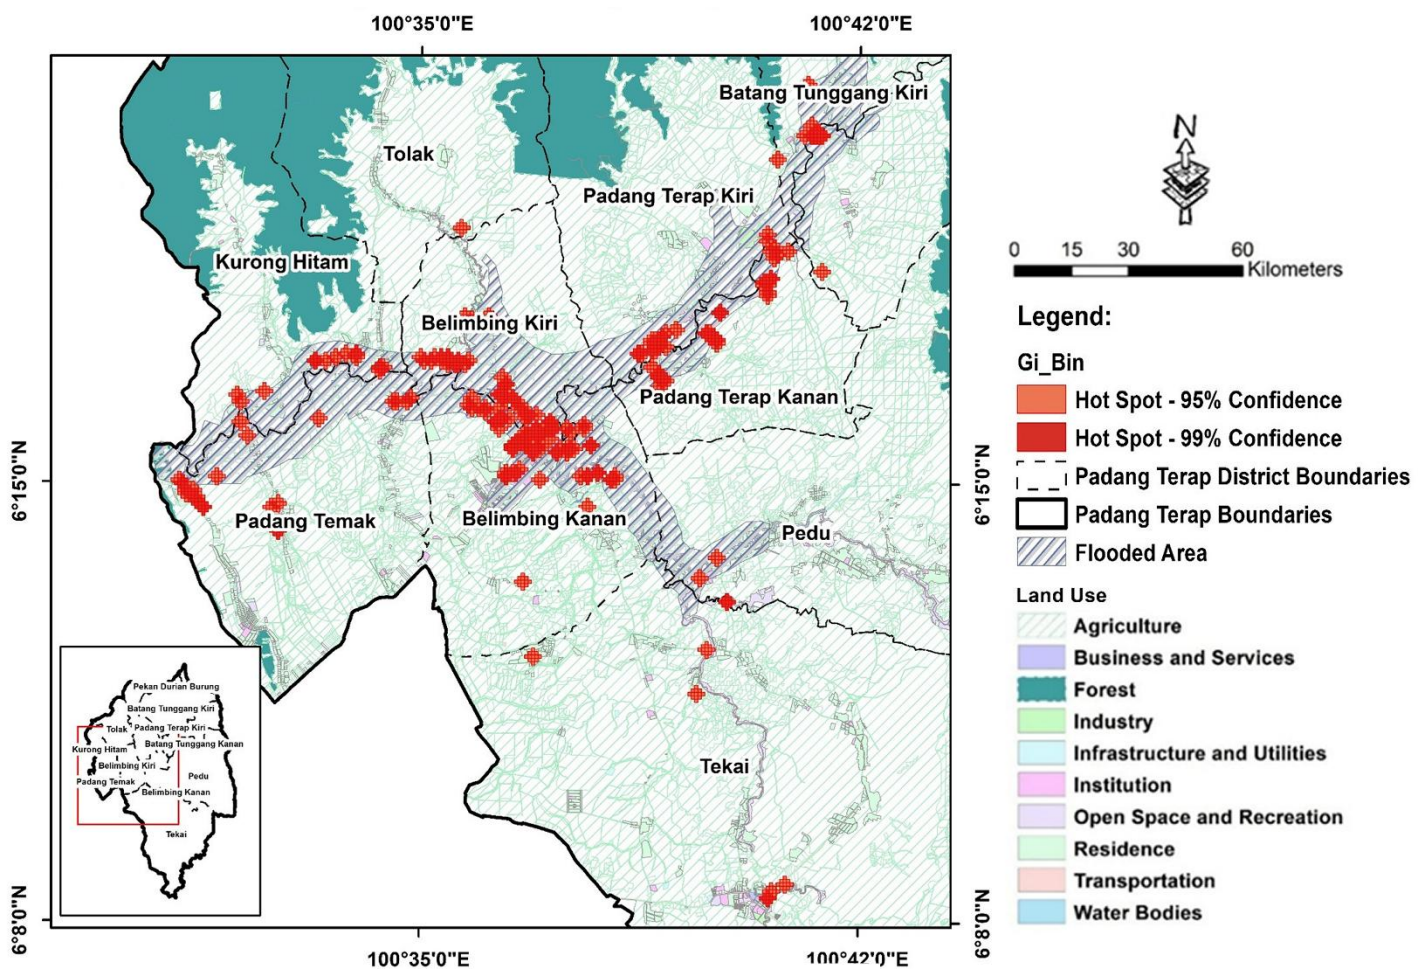 100°35'0"E
100°42'0"E
Batang Tunggang Kiri
Tolak
Padang Terap Kiri
Kurong Hitam
Belimbing Kiri
Padang Terap Kanan
6°15'0"N
6°15'0"N
Padang Temak
Belimbing Kanan
Pedu
Tekai
6°8'0"N
6°8'0"N
100°35'0"E
100°42'0"E
Pekan Durian Burung
Batang Tunggang Kiri
Tolak
Padang Terap Kiri
Kurong Hitam
Batang Tunggang Kanan
Belimbing Kiri
Padang Temak
Pedu
Belimbing Kanan
Tekai
N
0 15 30 60
Kilometers
Legend:
Gi_Bin
Hot Spot - 95% Confidence
Hot Spot - 99% Confidence
Padang Terap District Boundaries
Padang Terap Boundaries
Flooded Area
Land Use
Agriculture
Business and Services
Forest
Industry
Infrastructure and Utilities
Institution
Open Space and Recreation
Residence
Transportation
Water Bodies